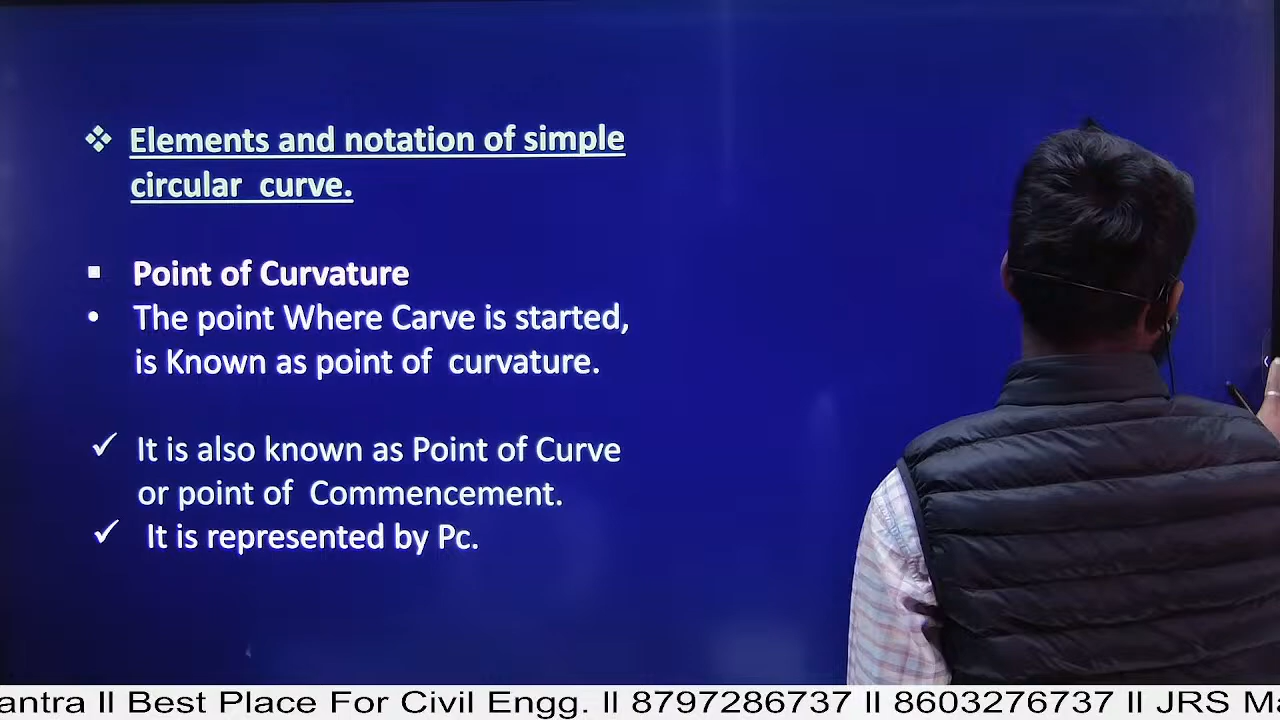 ❖ Elements and notation of simple
circular curve.
▪ Point of Curvature
• The point Where Carve is started,
is Known as point of curvature.
✓ It is also known as Point of Curve
or point of Commencement.
✓ It is represented by Pc.
antra II Best Place For Civil Engg. II 8797286737 II 8603276737 II JRS Ma